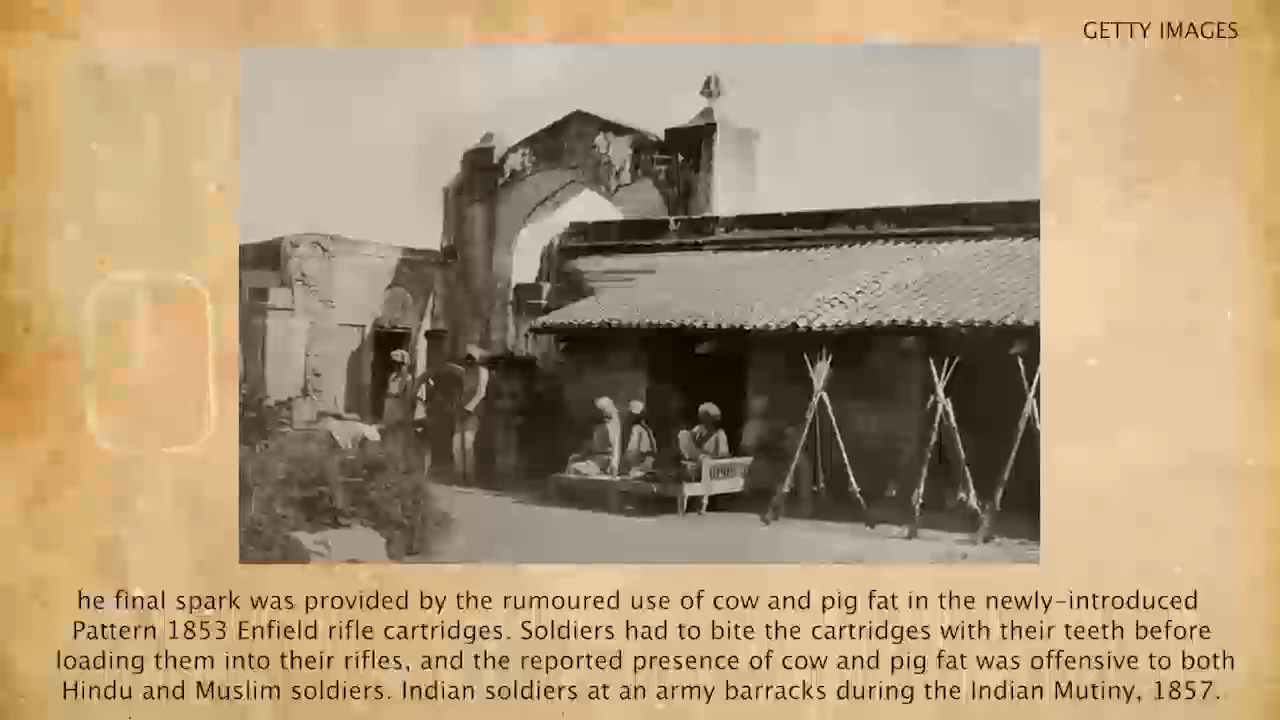 GETTY IMAGES
he final spark was provided by the rumoured use of cow and pig fat in the newly-introduced
Pattern 1853 Enfield rifle cartridges. Soldiers had to bite the cartridges with their teeth before
loading them into their rifles, and the reported presence of cow and pig fat was offensive to both
Hindu and Muslim soldiers. Indian soldiers at an army barracks during the Indian Mutiny, 1857.